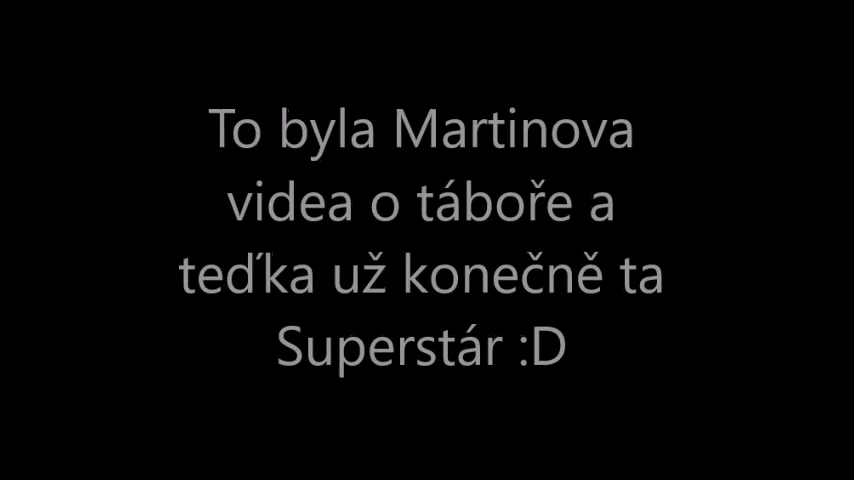 To byla Martinova
videa o táboře a
teďka už konečně ta
Superstár :D